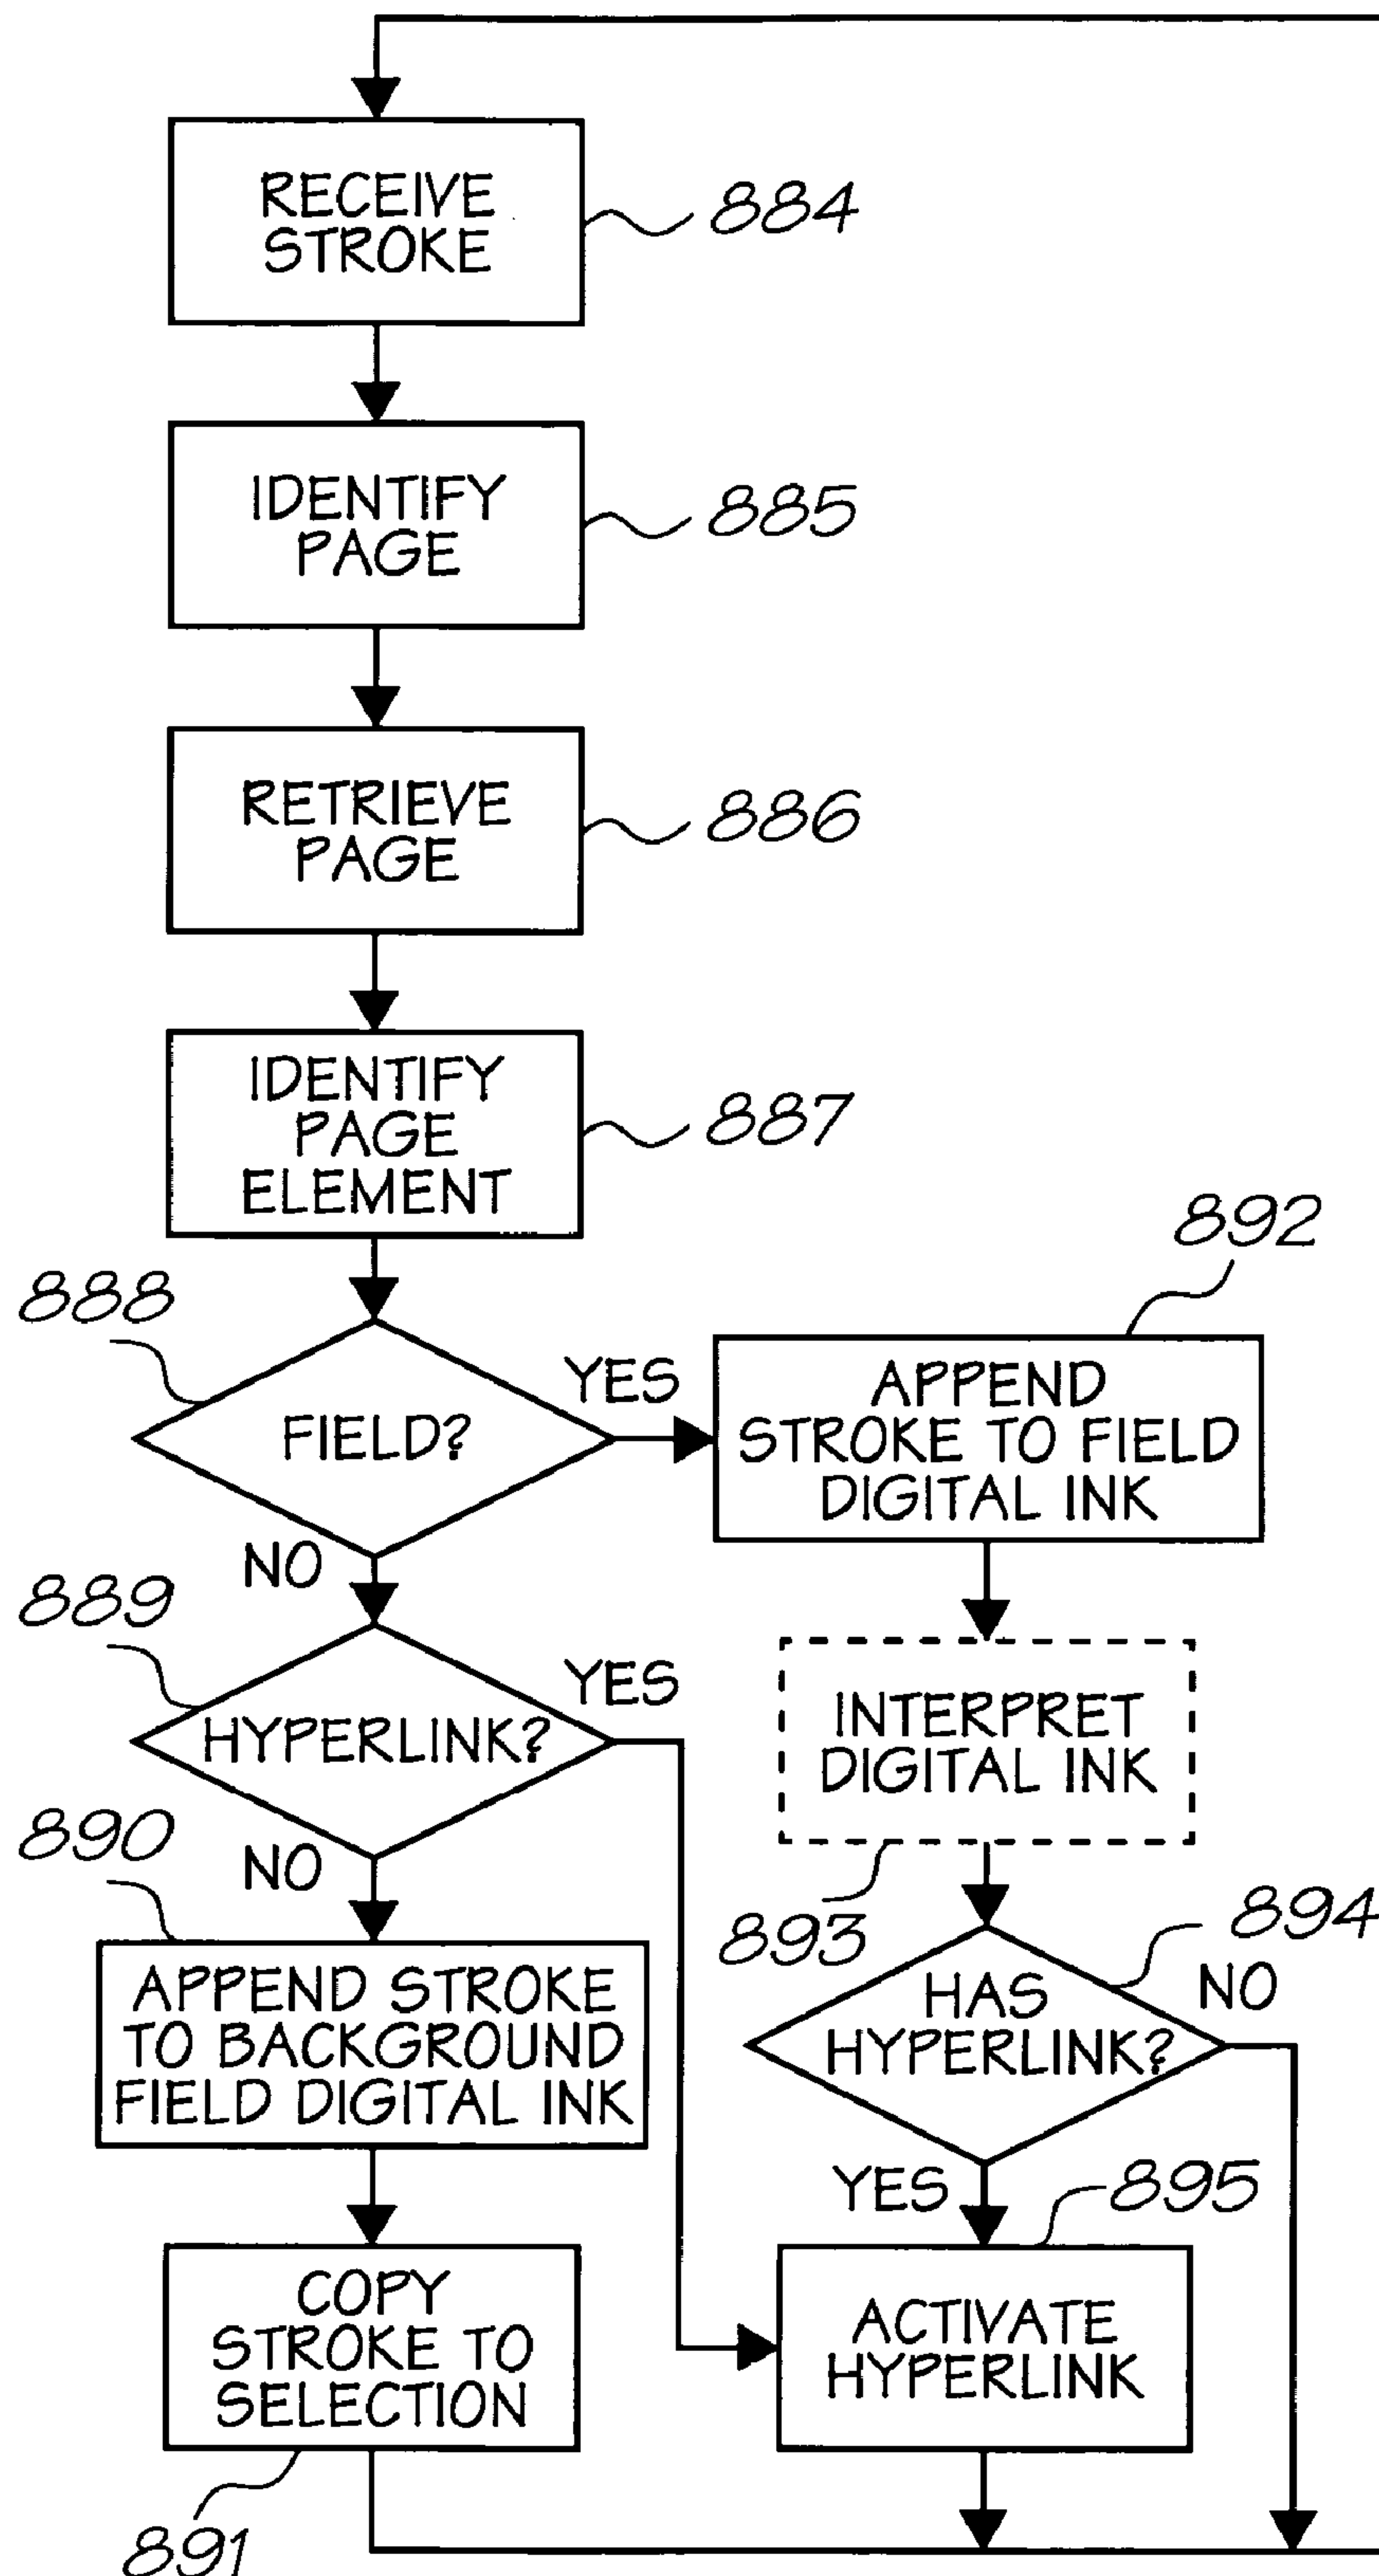 RECEIVE
STROKE
884
IDENTIFY
PAGE
885
RETRIEVE
PAGE
886
IDENTIFY
PAGE
ELEMENT
887
888
FIELD?
YES
NO
892
APPEND
STROKE TO FIELD
DIGITAL INK
889
HYPERLINK?
YES
NO
INTERPRET
DIGITAL INK
893
890
APPEND STROKE
TO BACKGROUND
FIELD DIGITAL INK
894
HAS
HYPERLINK?
NO
YES
895
COPY
STROKE TO
SELECTION
891
ACTIVATE
HYPERLINK